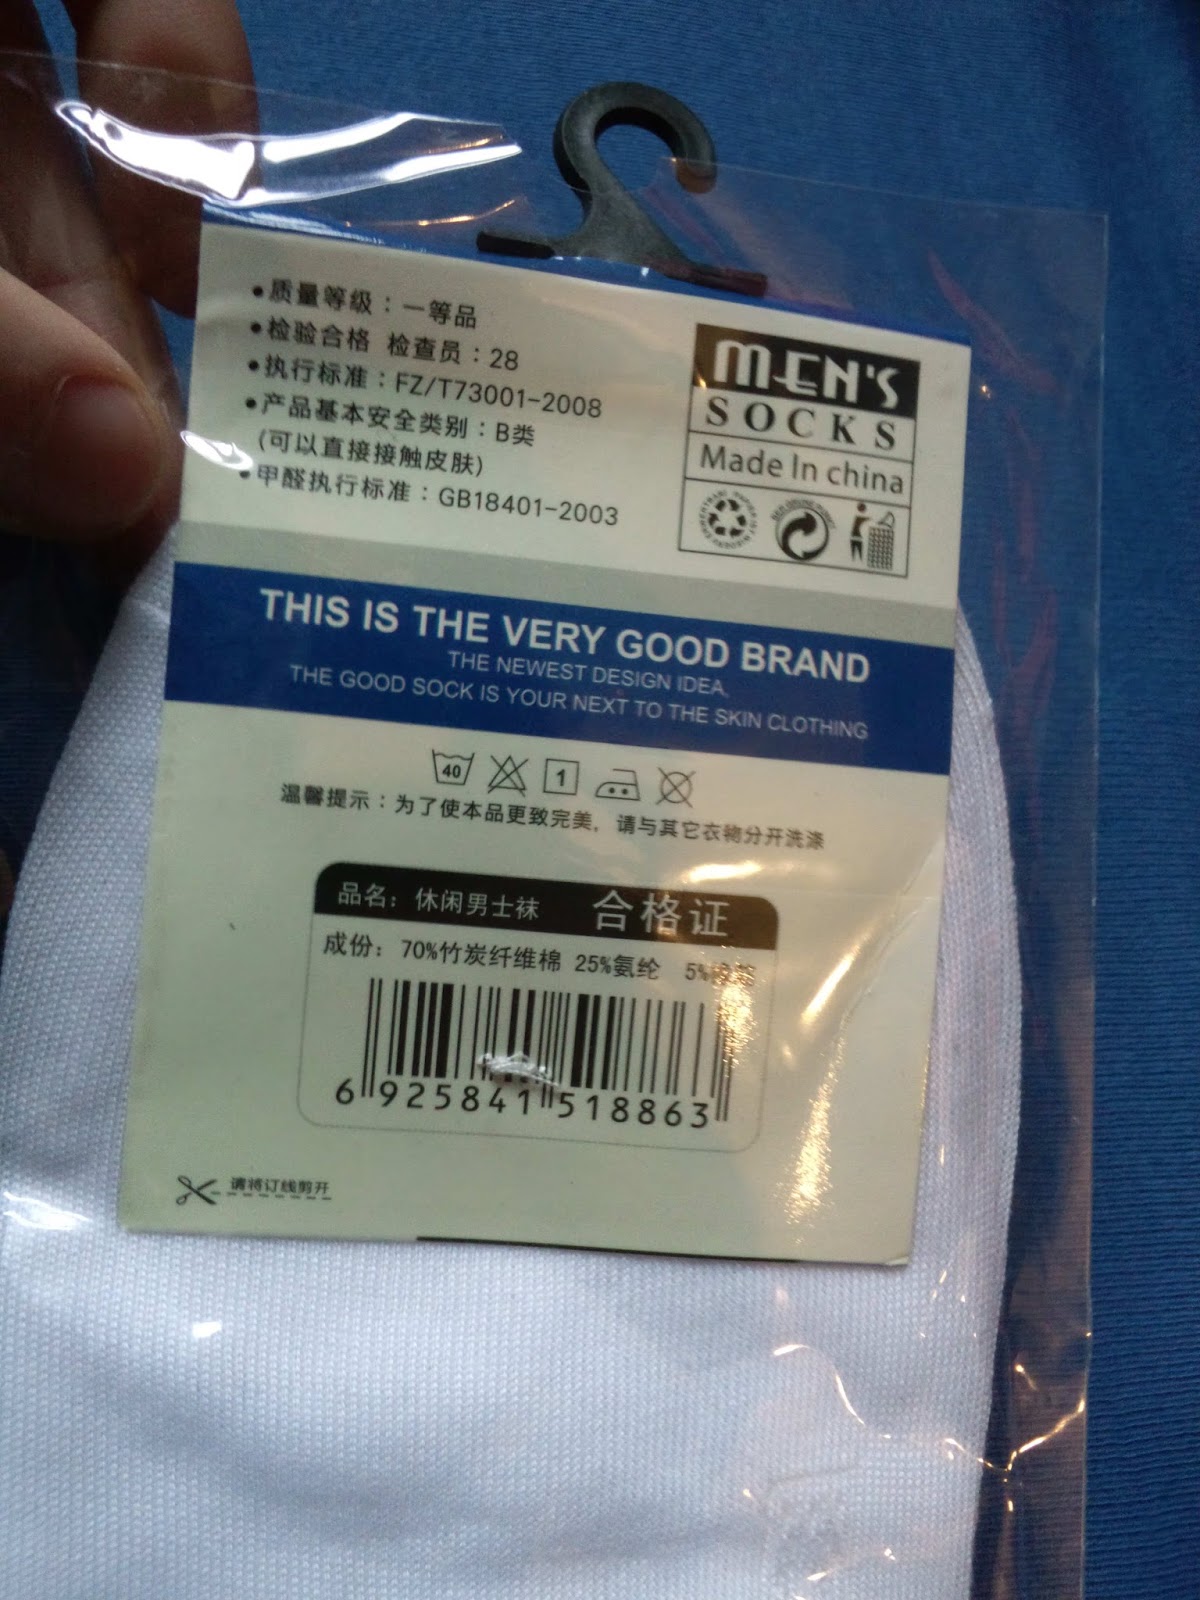 •质量等级：一等品
•检验合格 检查员：28
•执行标准：FZ/T73001-2008
•产品基本安全类别：B类
(可以直接接触皮肤)
•甲醛执行标准：GB18401-2003
MEN'S
SOCKS
Made In china
THIS IS THE VERY GOOD BRAND
THE NEWEST DESIGN IDEA,
THE GOOD SOCK IS YOUR NEXT TO THE SKIN CLOTHING
40
1
温馨提示：为了使本品更致完美，请与其它衣物分开洗涤
品名：休闲男士袜 合格证
成份：70%竹炭纤维棉 25%氨纶 5%
6 925841 518863
请将订线剪开